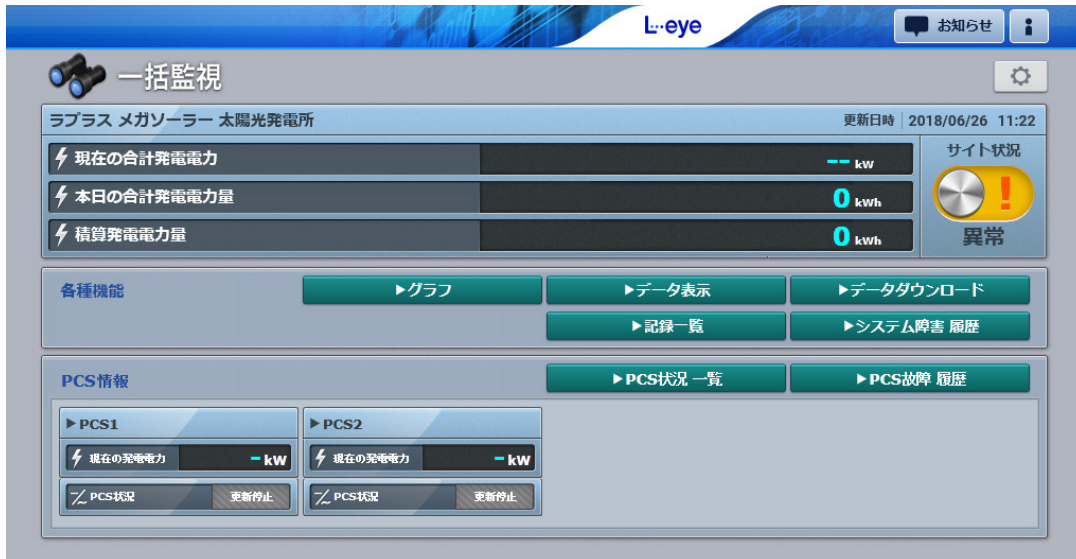 L・・・eye
お知らせ
一括監視
ラプラス メガソーラー 太陽光発電所
更新日時 2018/06/26 11:22
現在の合計発電電力
-- kW
サイト状況
本日の合計発電電力量
0 kWh
積算発電電力量
0 kWh
!
異常
各種機能
▶グラフ
▶データ表示
▶データダウンロード
▶記録一覧
▶システム障害 履歴
PCS情報
▶PCS状況 一覧
▶PCS故障 履歴
▶PCS1
現在の発電電力
- kW
PCS状況
更新停止
▶PCS2
現在の発電電力
- kW
PCS状況
更新停止